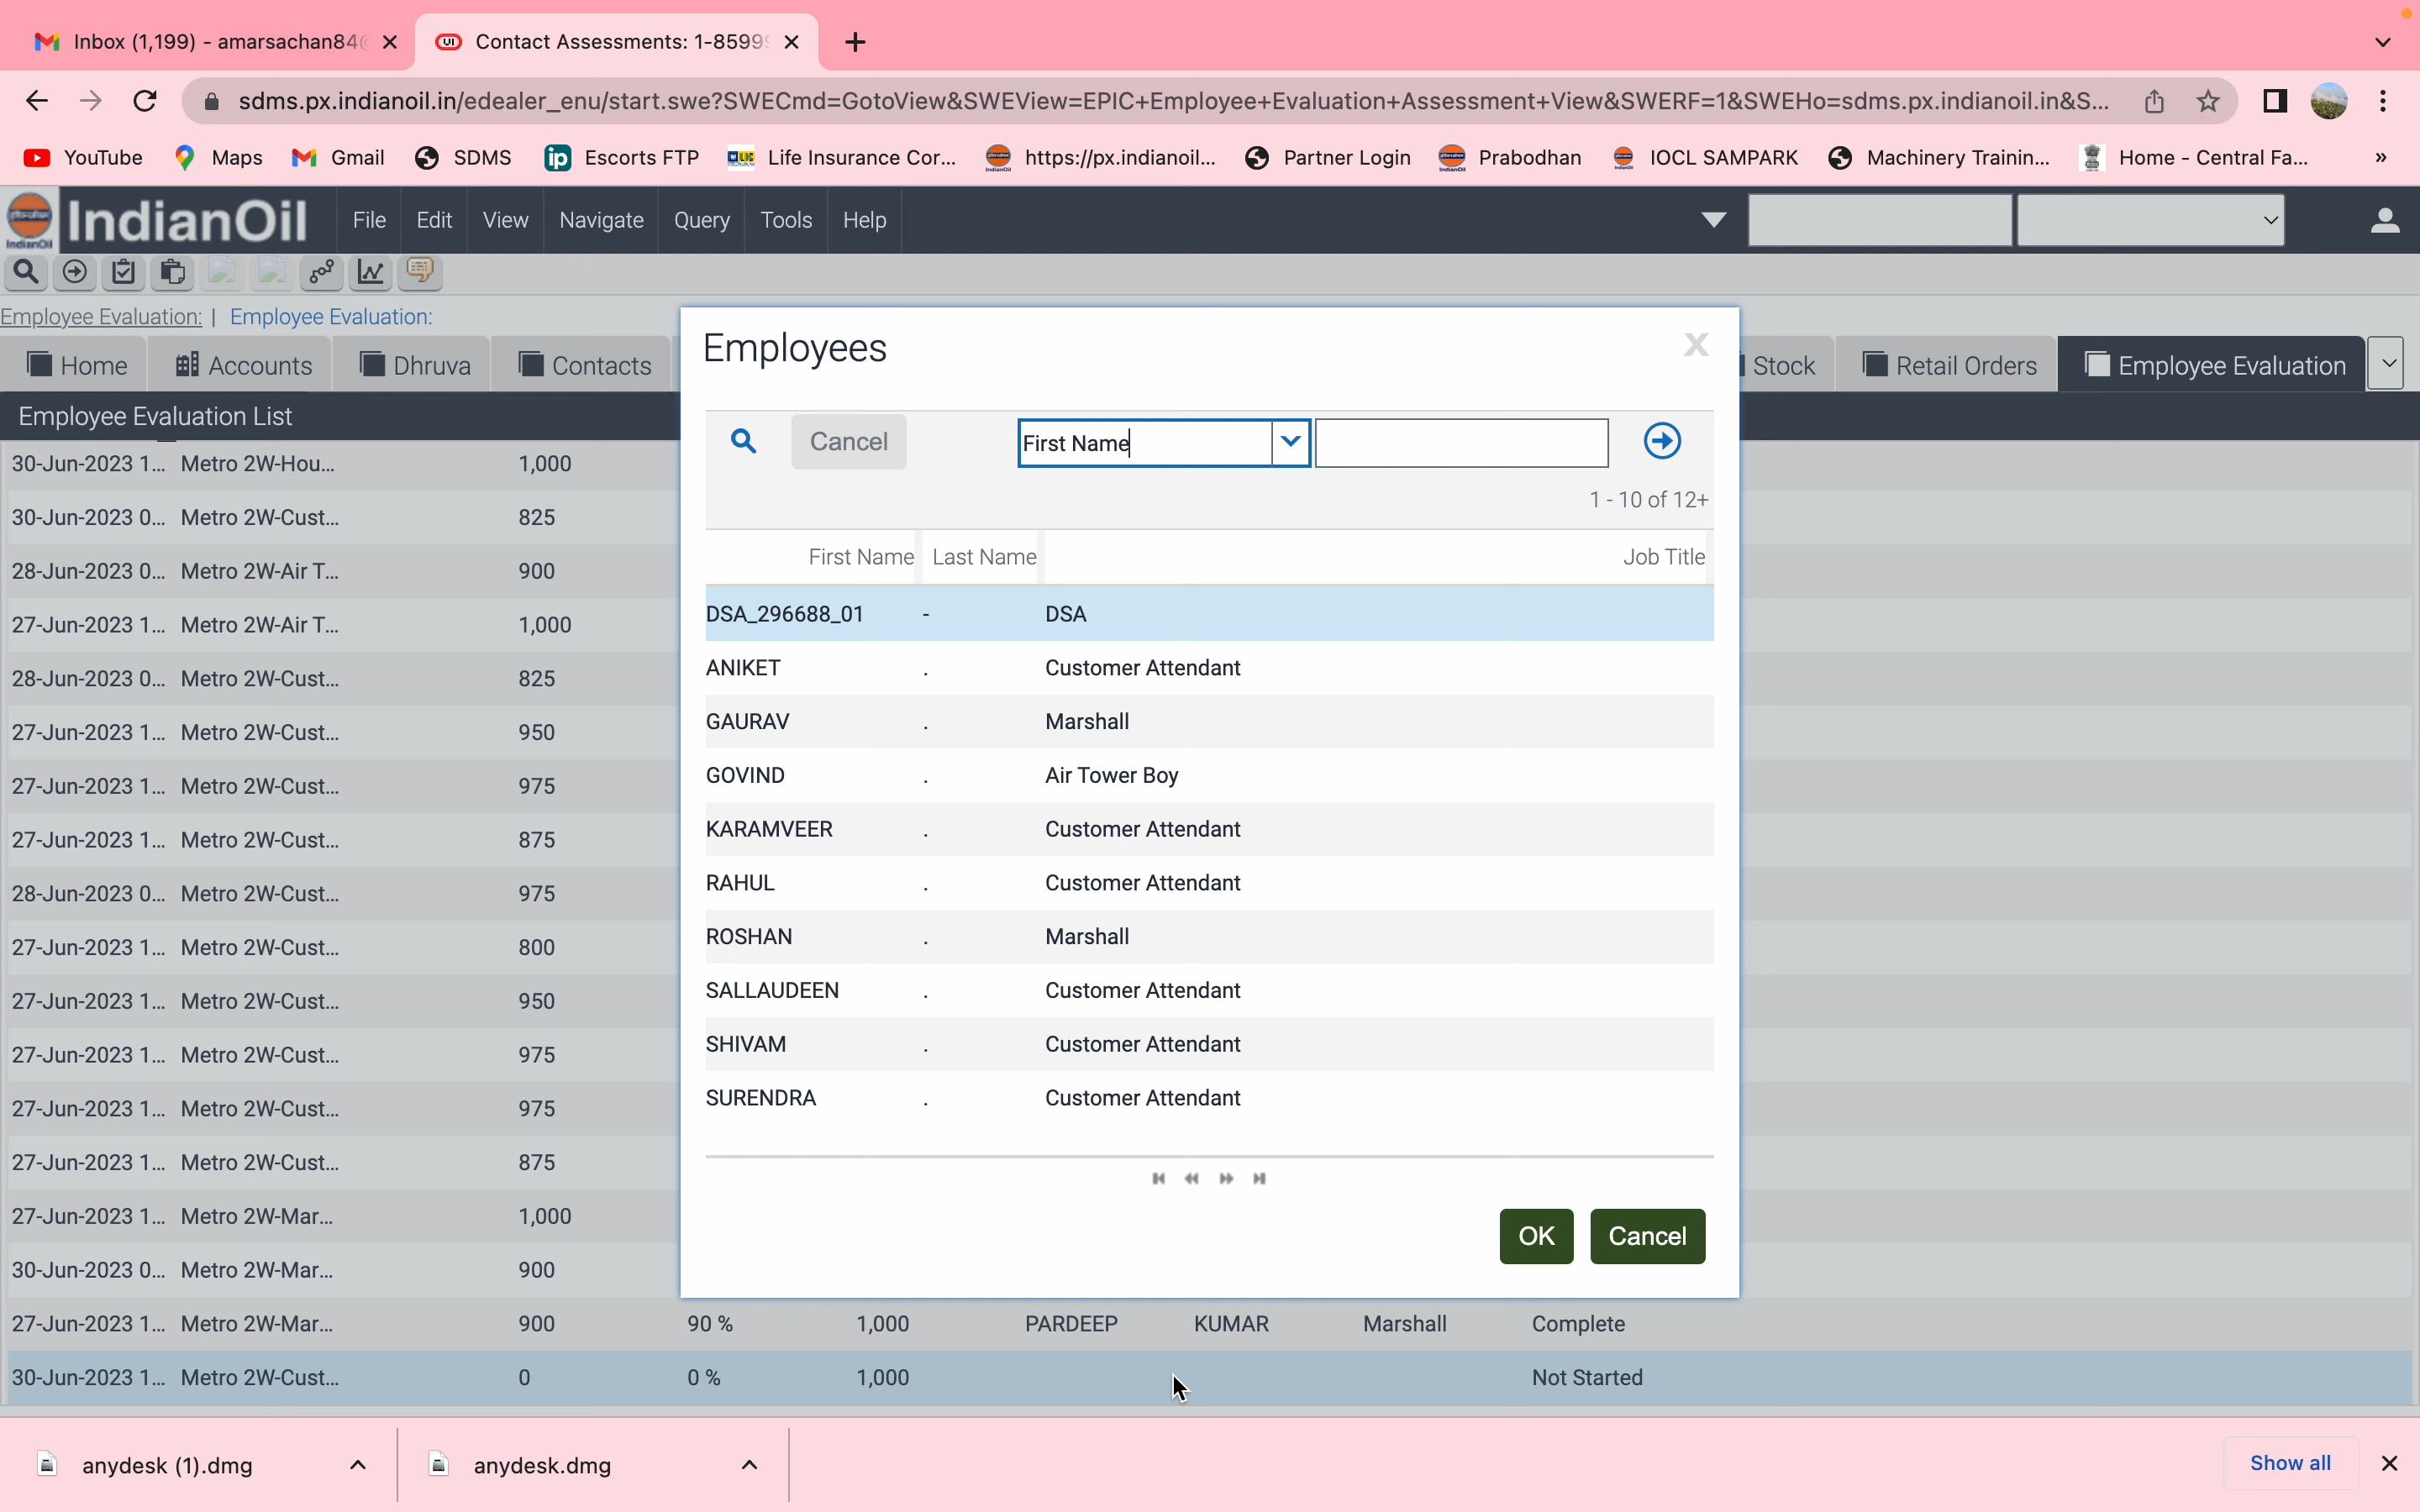 Inbox (1,199) - amarsachan84
Contact Assessments: 1-8599
sdms.px.indianoil.in/edealer_enu/start.swe?SWECmd=GotoView&SWEView=EPIC+Employee+Evaluation+Assessment+View&SWERF=1&SWEHo=sdms.px.indianoil.in&S...
YouTube Maps Gmail SDMS Escorts FTP Life Insurance Cor... https://px.indianoil... Partner Login Prabodhan IOCL SAMPARK Machinery Trainin... Home - Central Fa... »
IndianOil File Edit View Navigate Query Tools Help
Employee Evaluation: | Employee Evaluation:
Home Accounts Dhruva Contacts Stock Retail Orders Employee Evaluation
Employee Evaluation List
30-Jun-2023 1... Metro 2W-Hou... 1,000
30-Jun-2023 0... Metro 2W-Cust... 825
28-Jun-2023 0... Metro 2W-Air T... 900
27-Jun-2023 1... Metro 2W-Air T... 1,000
28-Jun-2023 0... Metro 2W-Cust... 825
27-Jun-2023 1... Metro 2W-Cust... 950
27-Jun-2023 1... Metro 2W-Cust... 975
27-Jun-2023 1... Metro 2W-Cust... 875
28-Jun-2023 0... Metro 2W-Cust... 975
27-Jun-2023 1... Metro 2W-Cust... 800
27-Jun-2023 1... Metro 2W-Cust... 950
27-Jun-2023 1... Metro 2W-Cust... 975
27-Jun-2023 1... Metro 2W-Cust... 975
27-Jun-2023 1... Metro 2W-Cust... 875
27-Jun-2023 1... Metro 2W-Mar... 1,000
30-Jun-2023 0... Metro 2W-Mar... 900
27-Jun-2023 1... Metro 2W-Mar... 900 90 % 1,000 PARDEEP KUMAR Marshall Complete
30-Jun-2023 1... Metro 2W-Cust... 0 0 % 1,000 Not Started
Employees X
Cancel First Name
1 - 10 of 12+
First Name Last Name Job Title
DSA_296688_01 - DSA
ANIKET . Customer Attendant
GAURAV . Marshall
GOVIND . Air Tower Boy
KARAMVEER . Customer Attendant
RAHUL . Customer Attendant
ROSHAN . Marshall
SALLAUDEEN . Customer Attendant
SHIVAM . Customer Attendant
SURENDRA . Customer Attendant
OK Cancel
anydesk (1).dmg anydesk.dmg Show all